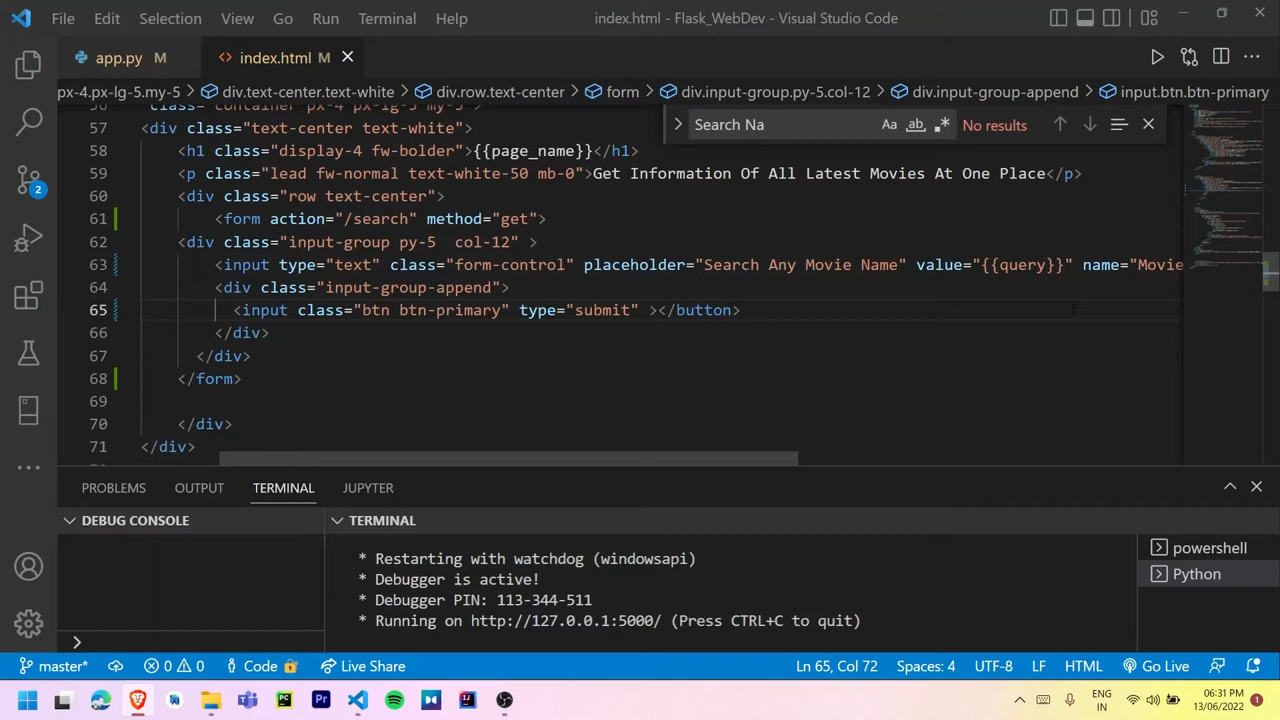 File Edit Selection View Go Run Terminal Help index.html - Flask_WebDev - Visual Studio Code
app.py M index.html M
px-4.px-lg-5.my-5 > div.text-center.text-white > div.row.text-center > form > div.input-group.py-5.col-12 > div.input-group-append > input.btn.btn-primary
Search Na Aa ab No results
57 <div class="text-center text-white">
58 <h1 class="display-4 fw-bolder">{{page_name}}</h1>
59 <p class="lead fw-normal text-white-50 mb-0">Get Information Of All Latest Movies At One Place</p>
60 <div class="row text-center">
61 <form action="/search" method="get">
62 <div class="input-group py-5  col-12" >
63 <input type="text" class="form-control" placeholder="Search Any Movie Name" value="{{query}}" name="Movie
64 <div class="input-group-append">
65 <input class="btn btn-primary" type="submit" ></button>
66 </div>
67 </div>
68 </form>
69
70 </div>
71 </div>
PROBLEMS OUTPUT TERMINAL JUPYTER
DEBUG CONSOLE TERMINAL
* Restarting with watchdog (windowsapi)
* Debugger is active!
* Debugger PIN: 113-344-511
* Running on http://127.0.0.1:5000/ (Press CTRL+C to quit)
powershell
Python
2
master* 0 0 Code Live Share Ln 65, Col 72 Spaces: 4 UTF-8 LF HTML Go Live
PC Pr IJ ENG IN 06:31 PM 13/06/2022 1